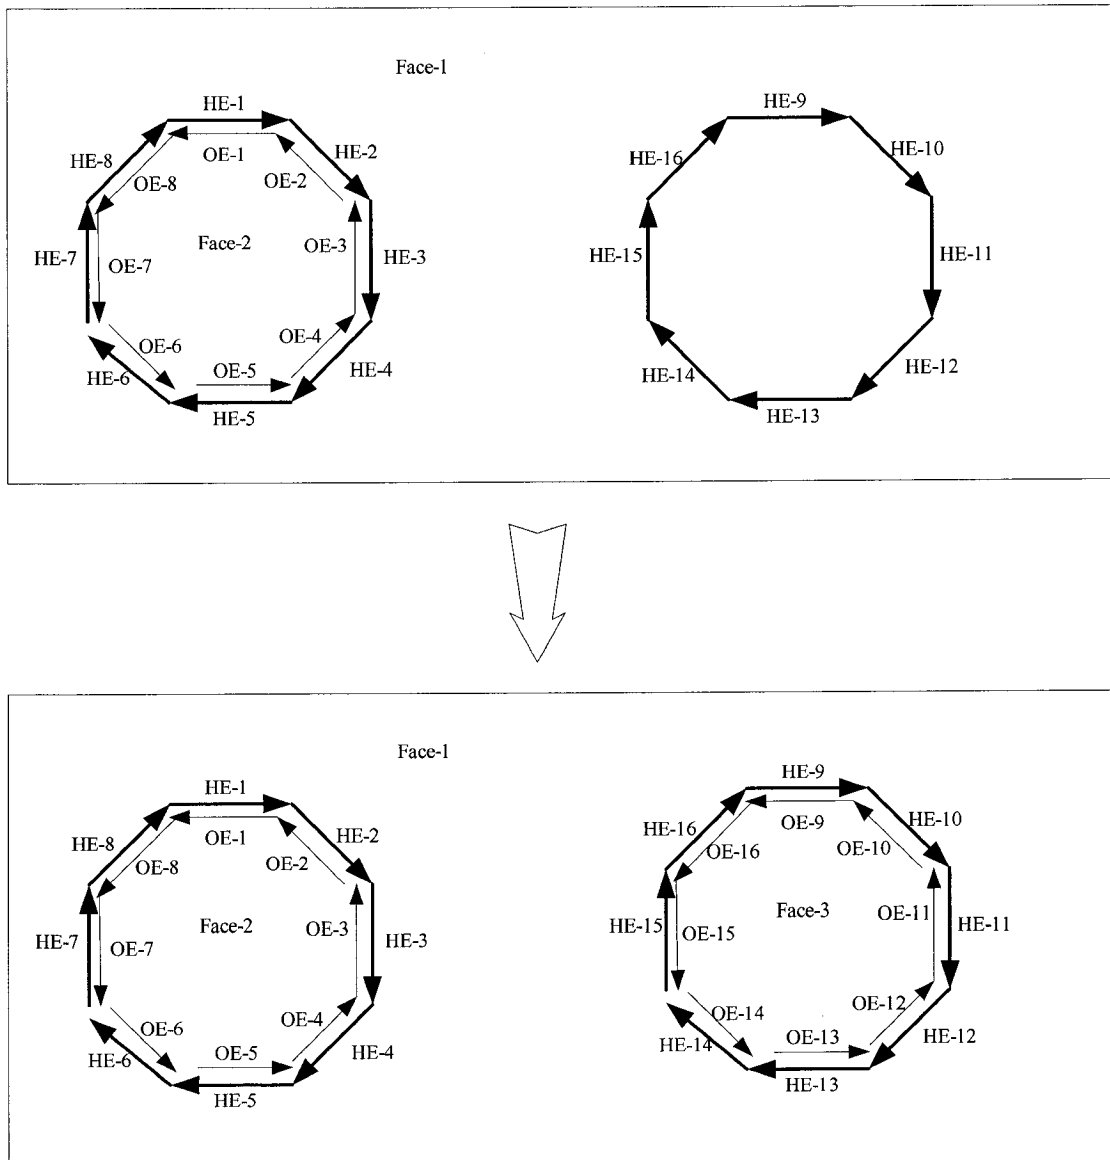 Face-1
HE-1
HE-9
OE-1
HE-2
HE-10
HE-8
HE-16
OE-8
OE-2
Face-2
OE-3
HE-7
HE-3
HE-15
HE-11
OE-7
OE-4
OE-6
HE-4
HE-12
HE-6
OE-5
HE-14
HE-5
HE-13
Face-1
HE-9
HE-1
OE-9
HE-10
HE-16
OE-1
HE-2
HE-8
OE-16
OE-10
OE-8
OE-2
Face-3
OE-11
Face-2
OE-3
HE-15
HE-11
HE-7
HE-3
OE-15
OE-7
OE-12
OE-14
OE-4
OE-6
HE-12
HE-14
OE-13
HE-4
HE-6
OE-5
HE-13
HE-5